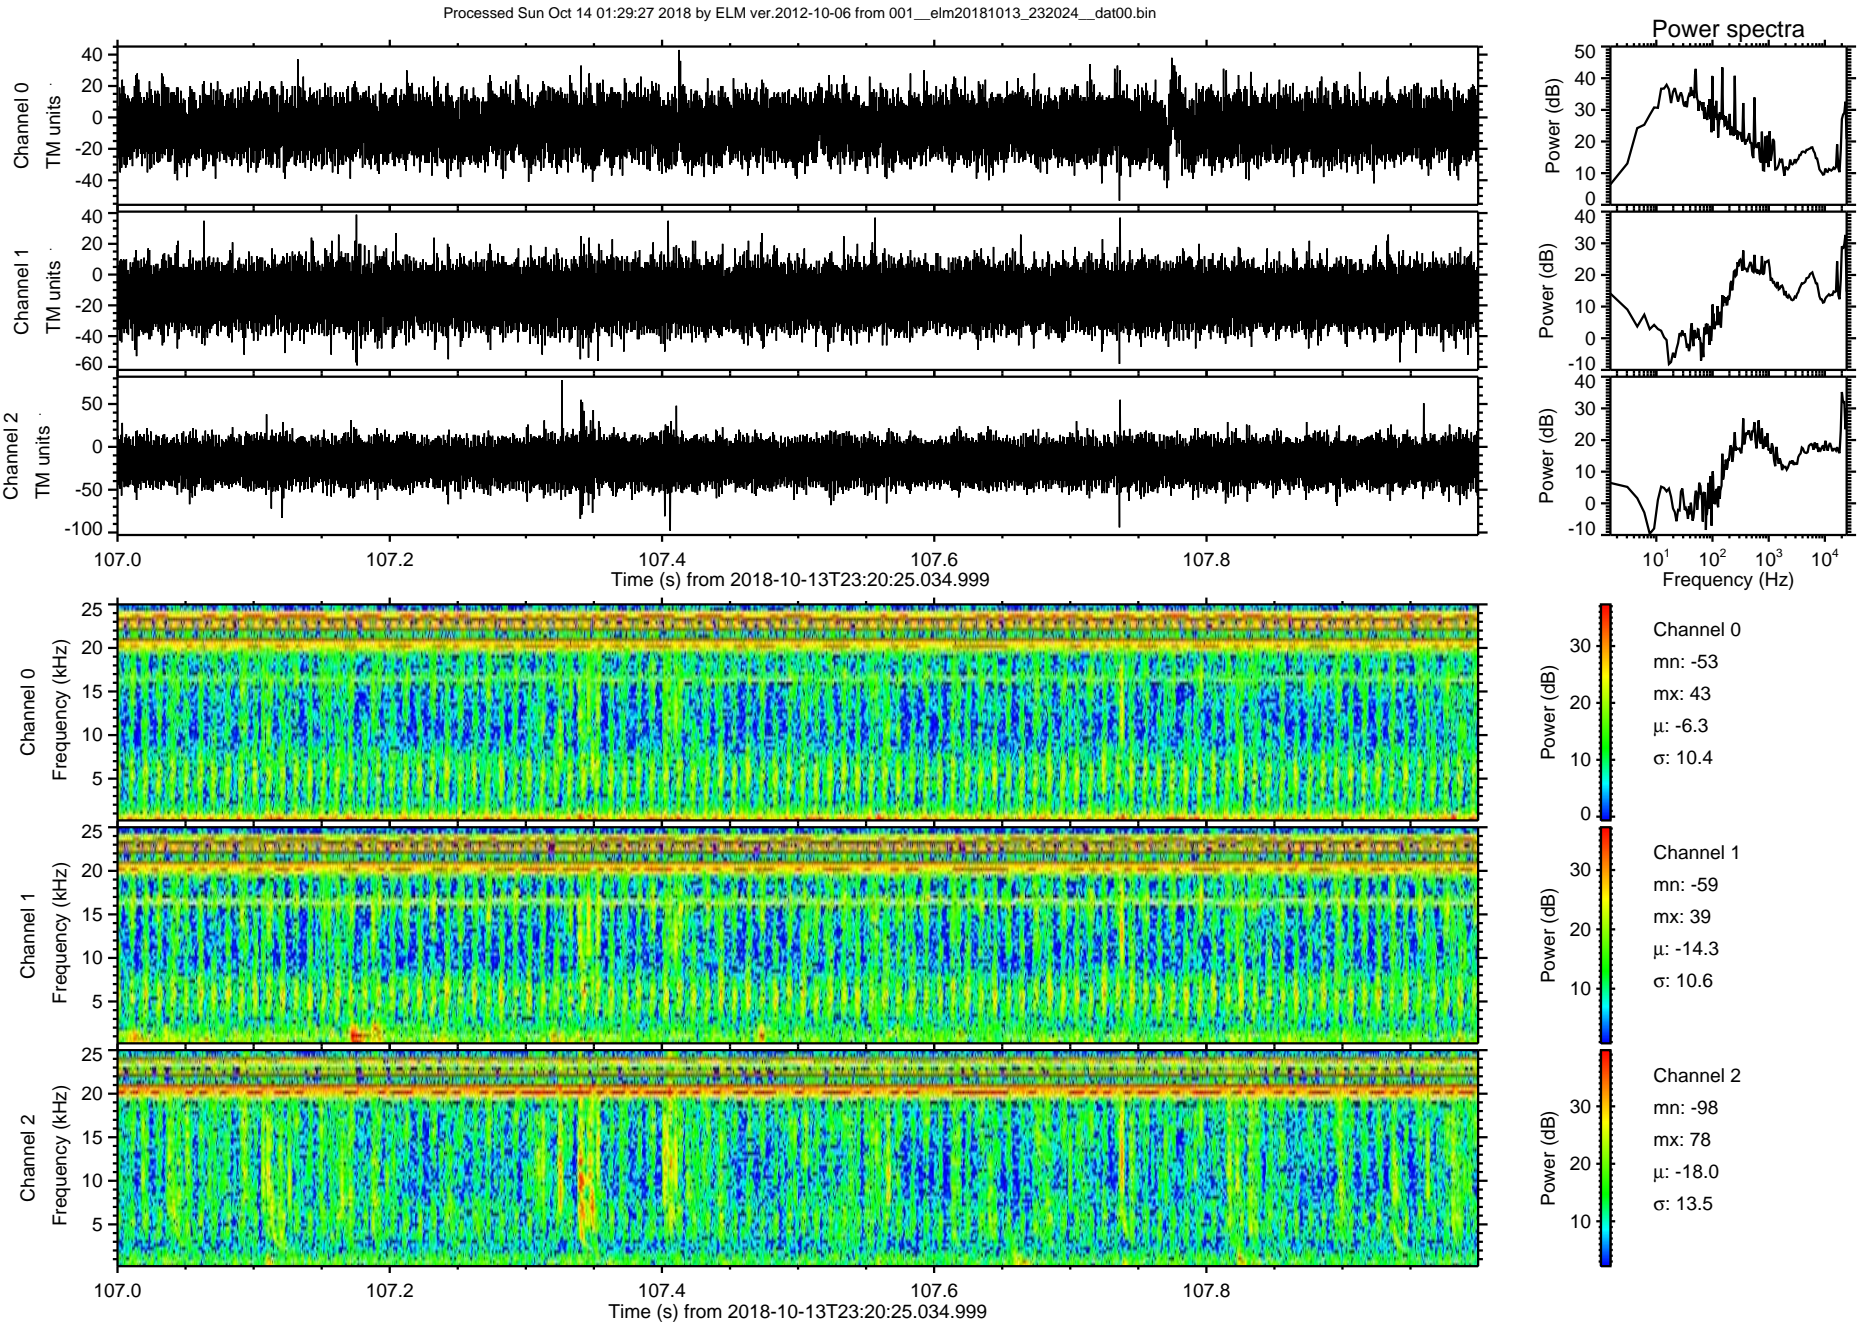 Processed Sun Oct 14 01:29:27 2018 by ELM ver.2012-10-06 from 001__elm20181013_232024__dat00.bin
Power spectra
Channel 0
TM units
40
20
0
-20
-40
Power (dB)
50
40
30
20
10
0
Channel 1
TM units
40
20
0
-20
-40
-60
Power (dB)
40
30
20
10
0
-10
Channel 2
TM units
50
0
-50
-100
Power (dB)
40
30
20
10
0
-10
107.0 107.2 107.4 107.6 107.8
Time (s) from 2018-10-13T23:20:25.034.999
10^1 10^2 10^3 10^4
Frequency (Hz)
Channel 0
Frequency (kHz)
25
20
15
10
5
Power (dB)
30
20
10
0
Channel 0
mn: -53
mx: 43
μ: -6.3
σ: 10.4
Channel 1
Frequency (kHz)
25
20
15
10
5
Power (dB)
30
20
10
Channel 1
mn: -59
mx: 39
μ: -14.3
σ: 10.6
Channel 2
Frequency (kHz)
25
20
15
10
5
Power (dB)
30
20
10
Channel 2
mn: -98
mx: 78
μ: -18.0
σ: 13.5
107.0 107.2 107.4 107.6 107.8
Time (s) from 2018-10-13T23:20:25.034.999